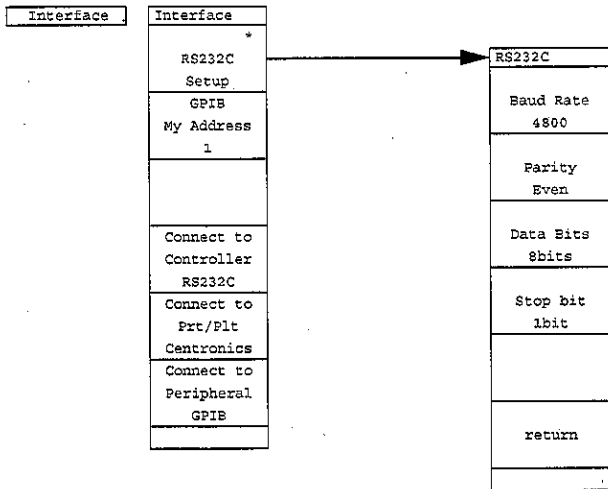 Interface
Interface
*
RS232C
Setup
GPIB
My Address
1
Connect to
Controller
RS232C
Connect to
Prt/Plt
Centronics
Connect to
Peripheral
GPIB
RS232C
Baud Rate
4800
Parity
Even
Data Bits
8bits
Stop bit
1bit
return